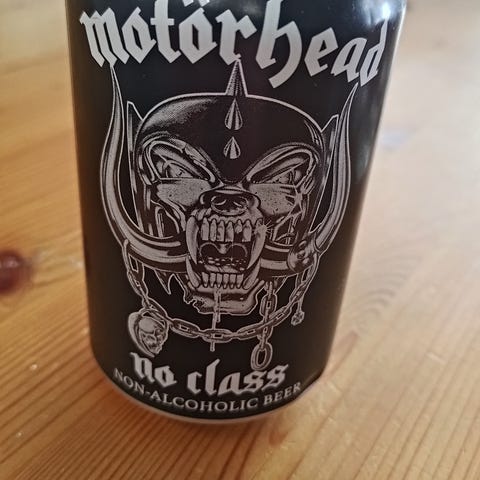 motörhead
no class
NON-ALCOHOLIC BEER